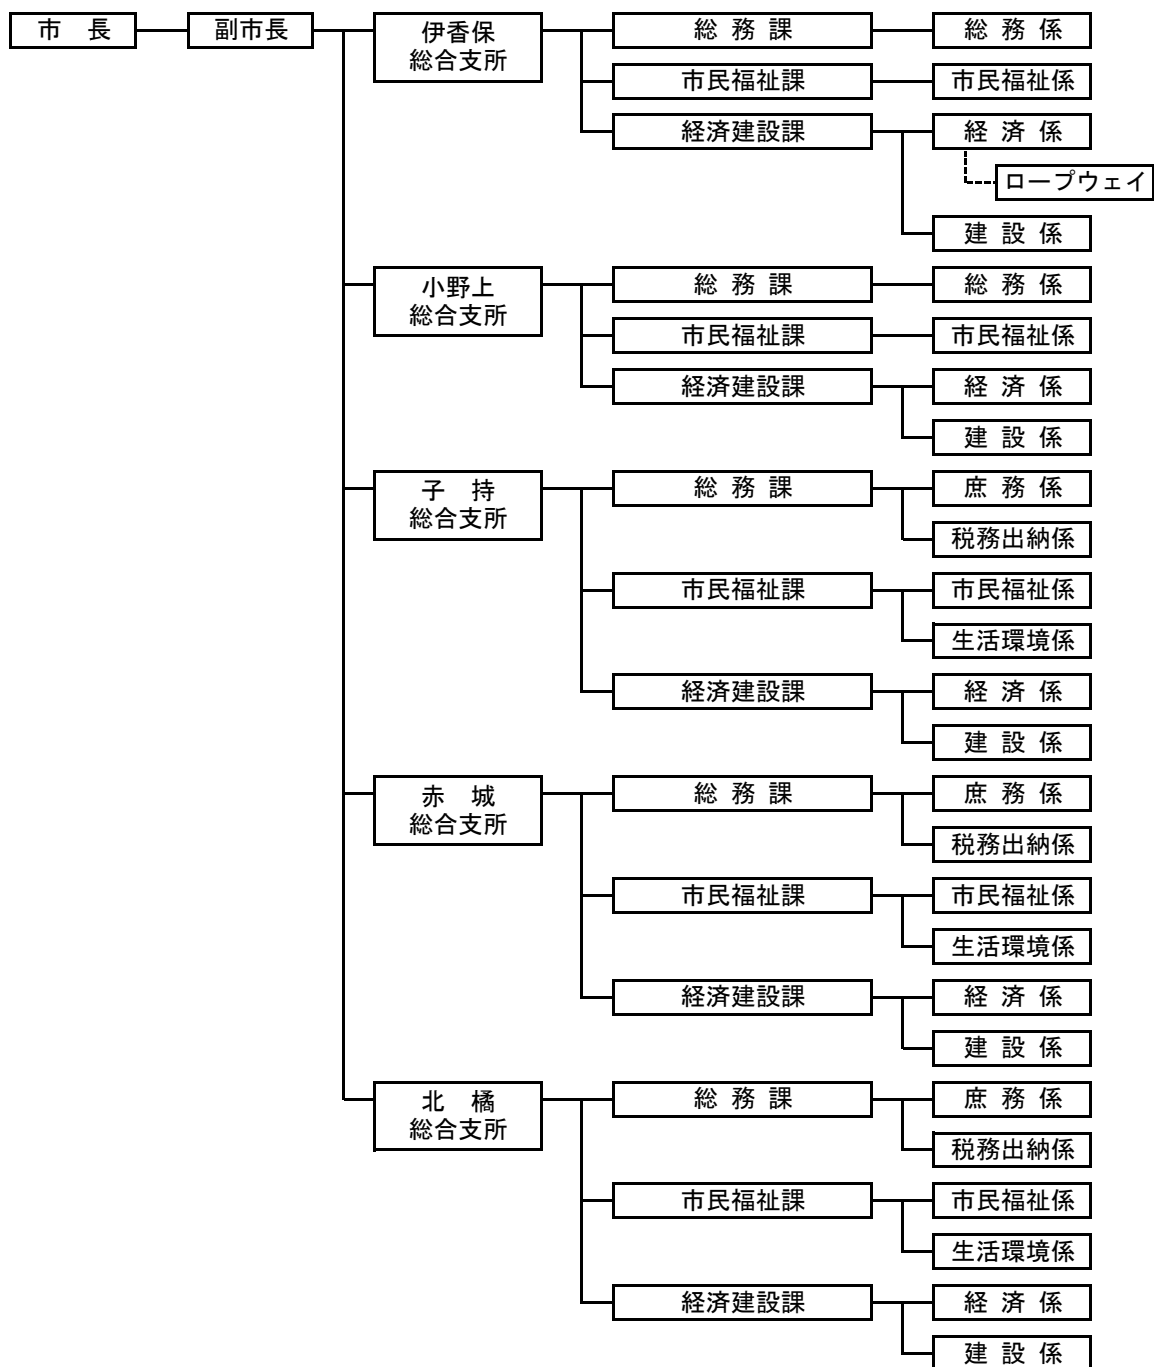 市　長
副市長
伊香保
総合支所
総 務 課
総 務 係
市民福祉課
市民福祉係
経済建設課
経 済 係
ロープウェイ
建 設 係
小野上
総合支所
総 務 課
総 務 係
市民福祉課
市民福祉係
経済建設課
経 済 係
建 設 係
子　持
総合支所
総 務 課
庶 務 係
税務出納係
市民福祉課
市民福祉係
生活環境係
経済建設課
経 済 係
建 設 係
赤　城
総合支所
総 務 課
庶 務 係
税務出納係
市民福祉課
市民福祉係
生活環境係
経済建設課
経 済 係
建 設 係
北　橘
総合支所
総 務 課
庶 務 係
税務出納係
市民福祉課
市民福祉係
生活環境係
経済建設課
経 済 係
建 設 係